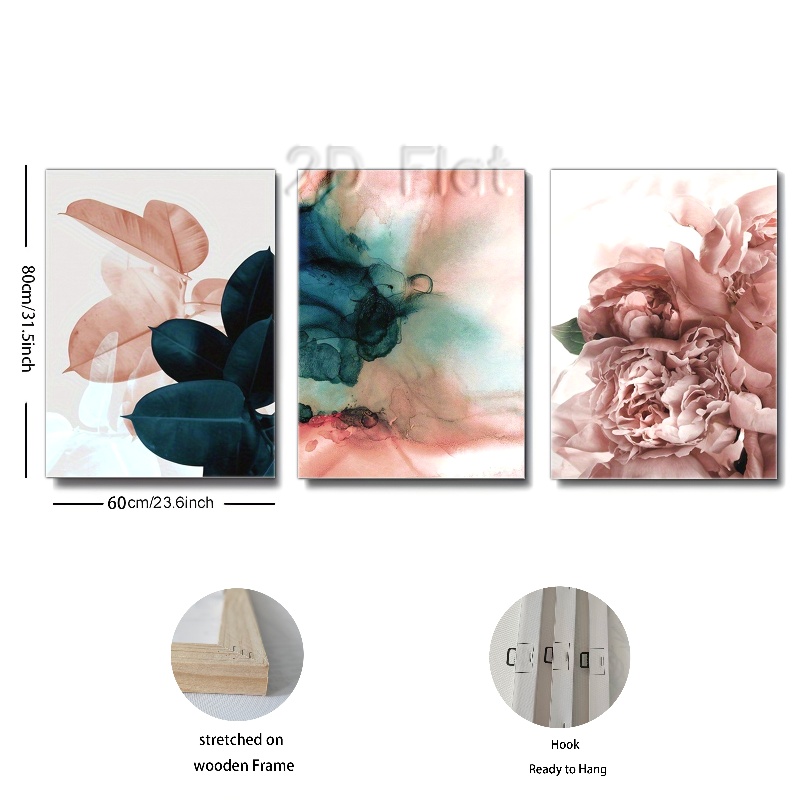 2D Flat
80cm/31.5inch
60cm/23.6inch
stretched on
wooden Frame
Hook
Ready to Hang